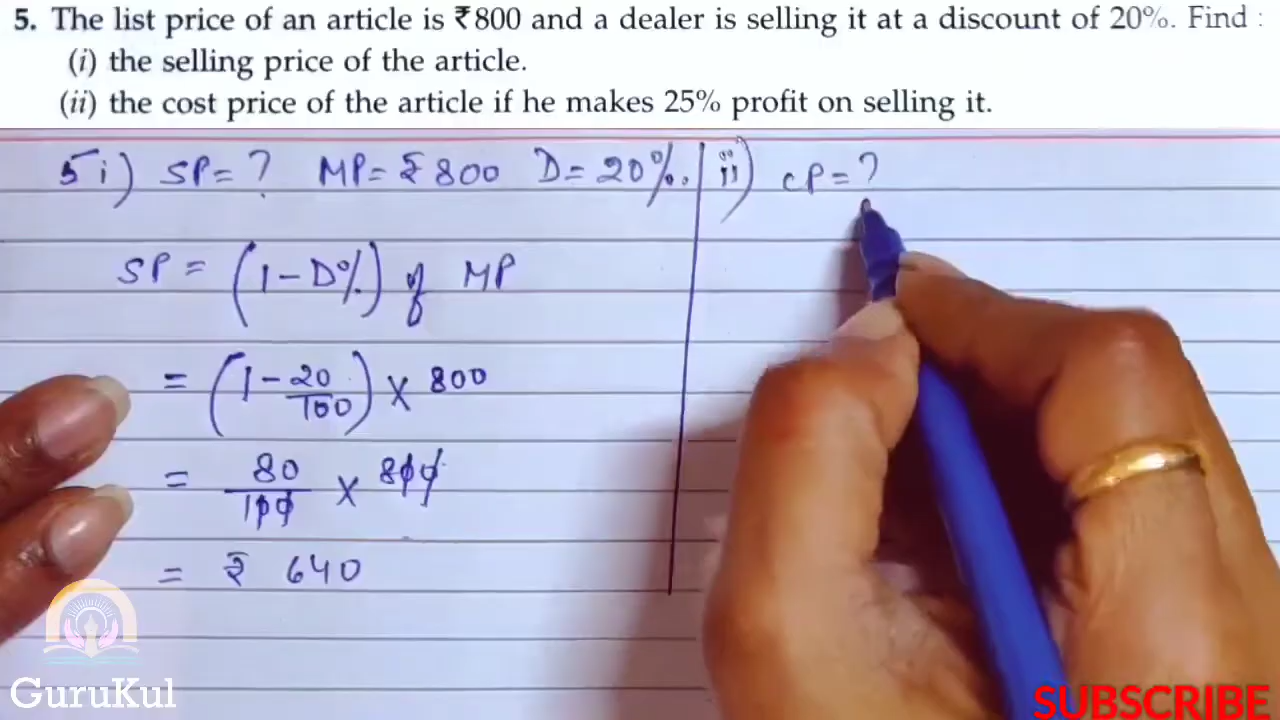 5. The list price of an article is ₹800 and a dealer is selling it at a discount of 20%. Find :
(i) the selling price of the article.
(ii) the cost price of the article if he makes 25% profit on selling it.
5 i) SP = ? MP = ₹ 800 D = 20%.
SP = (1 - D%) of MP
= (1 - 20/100) × 800
= 80/100 × 800
= ₹ 640
ii) CP = ?
GuruKul
SUBSCRIBE